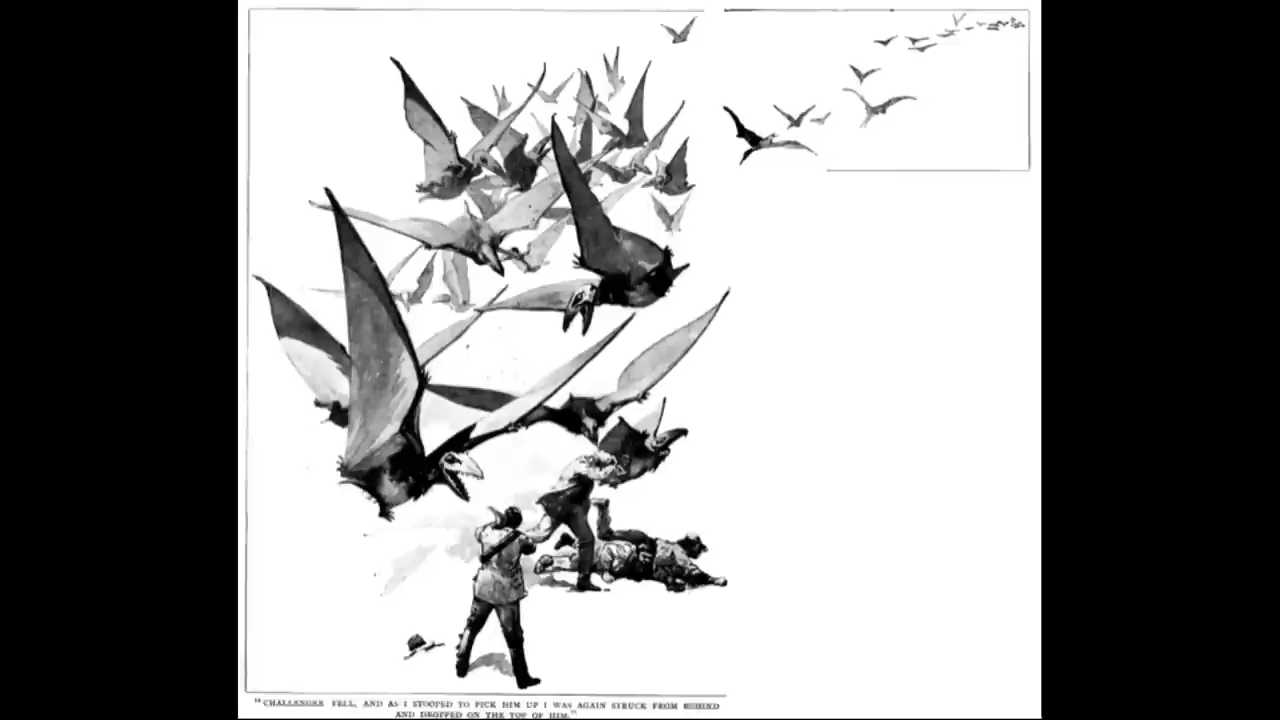 "CHALLENGER FELL, AND AS I STOOPED TO PICK HIM UP I WAS AGAIN STRUCK FROM BEHIND
AND DROPPED ON THE TOP OF HIM."